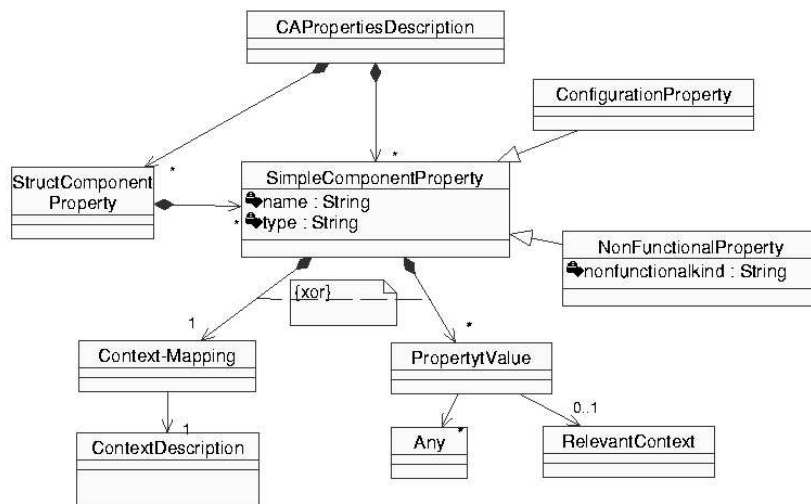 CAPropertiesDescription
ConfigurationProperty
*
*
StructComponent
Property
SimpleComponentProperty
name : String
type : String
*
NonFunctionalProperty
nonfunctionalkind : String
{xor}
1
*
Context-Mapping
PropertytValue
1
0..1
ContextDescription
Any
*
RelevantContext